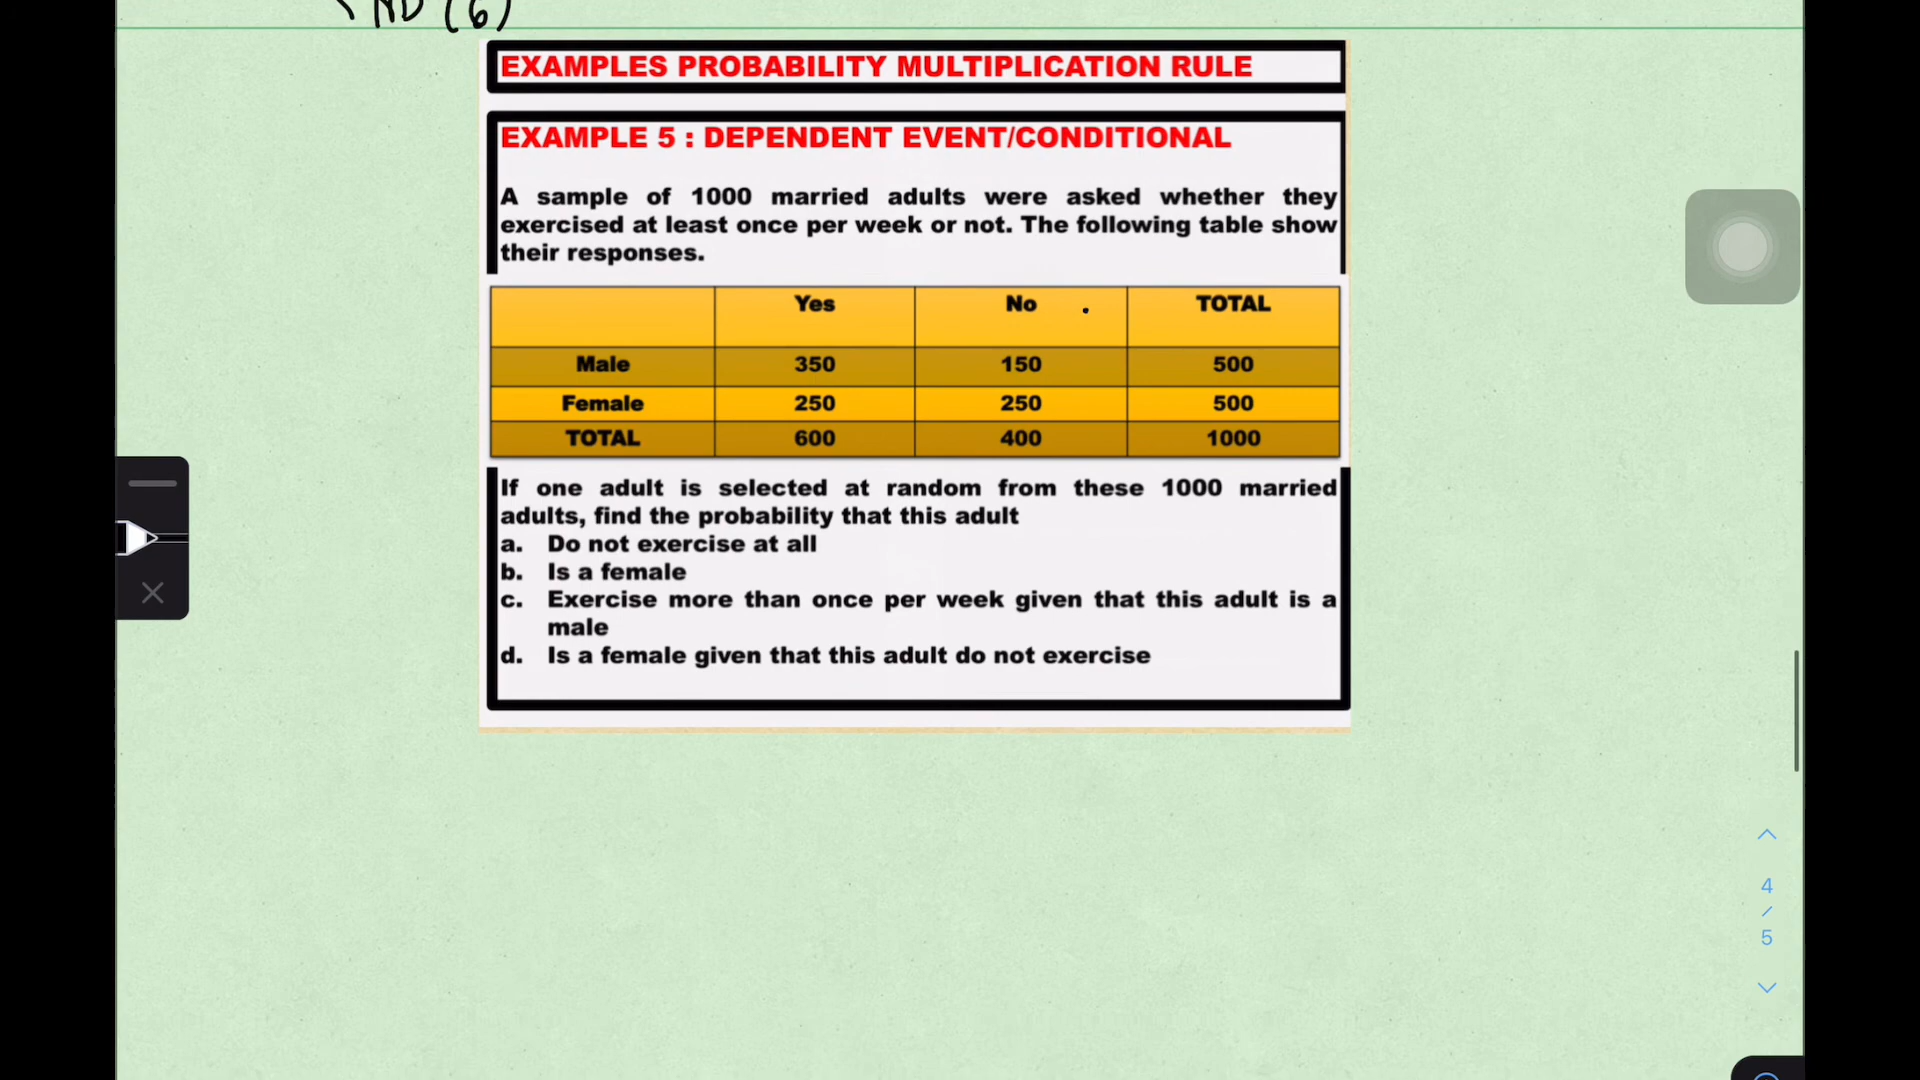 ND (6)
EXAMPLES PROBABILITY MULTIPLICATION RULE
EXAMPLE 5 : DEPENDENT EVENT/CONDITIONAL
A sample of 1000 married adults were asked whether they
exercised at least once per week or not. The following table show
their responses.
Yes No TOTAL
Male 350 150 500
Female 250 250 500
TOTAL 600 400 1000
If one adult is selected at random from these 1000 married
adults, find the probability that this adult
a. Do not exercise at all
b. Is a female
c. Exercise more than once per week given that this adult is a
male
d. Is a female given that this adult do not exercise
4
/
5